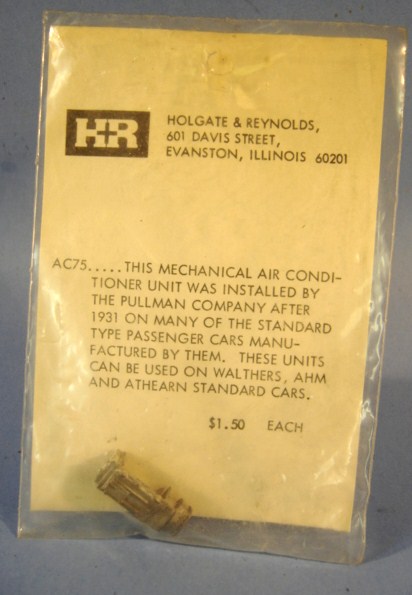 H+R
HOLGATE & REYNOLDS,
601 DAVIS STREET,
EVANSTON, ILLINOIS 60201
AC75.....THIS MECHANICAL AIR CONDI-
TIONER UNIT WAS INSTALLED BY
THE PULLMAN COMPANY AFTER
1931 ON MANY OF THE STANDARD
TYPE PASSENGER CARS MANU-
FACTURED BY THEM. THESE UNITS
CAN BE USED ON WALTHERS, AHM
AND ATHEARN STANDARD CARS.
$1.50 EACH